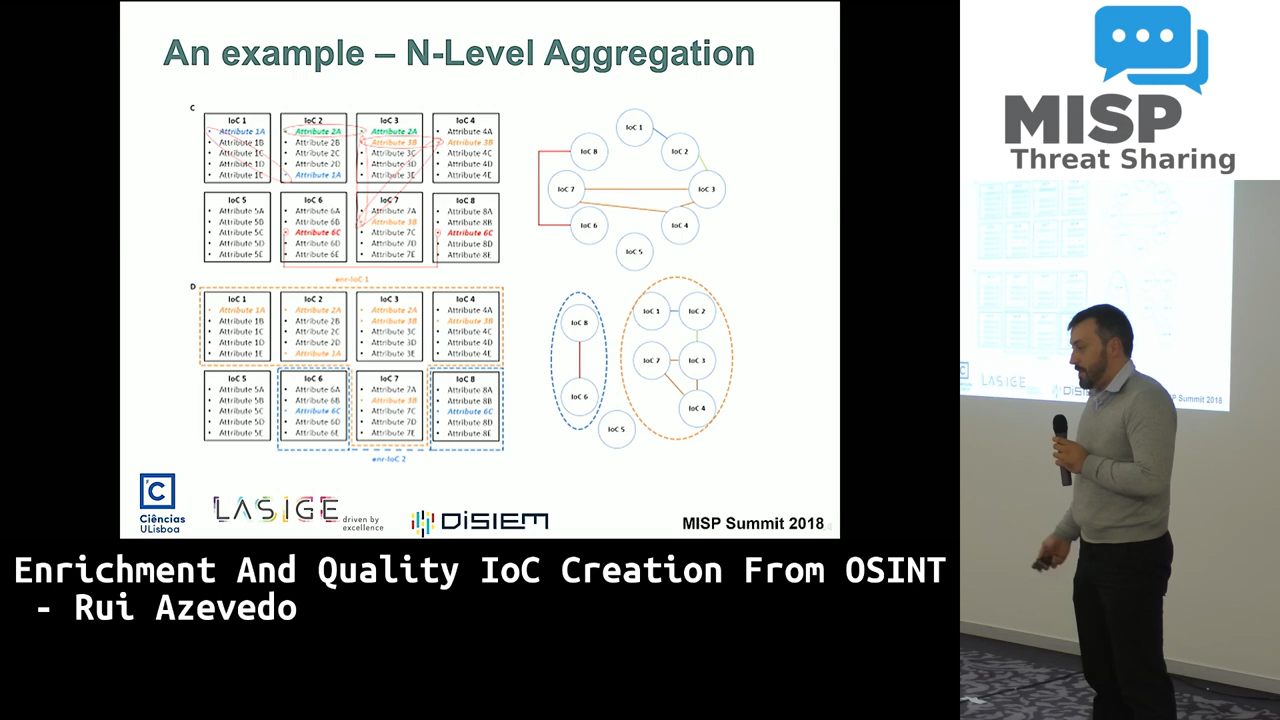 An example – N-Level Aggregation
C
IoC 1
• Attribute 1A
• Attribute 1B
• Attribute 1C
• Attribute 1D
• Attribute 1E
IoC 2
• Attribute 2A
• Attribute 2B
• Attribute 2C
• Attribute 2D
• Attribute 1A
IoC 3
• Attribute 2A
• Attribute 3B
• Attribute 3C
• Attribute 3D
• Attribute 3E
IoC 4
• Attribute 4A
• Attribute 3B
• Attribute 4C
• Attribute 4D
• Attribute 4E
IoC 5
• Attribute 5A
• Attribute 5B
• Attribute 5C
• Attribute 5D
• Attribute 5E
IoC 6
• Attribute 6A
• Attribute 6B
• Attribute 6C
• Attribute 6D
• Attribute 6E
IoC 7
• Attribute 7A
• Attribute 3B
• Attribute 7C
• Attribute 7D
• Attribute 7E
IoC 8
• Attribute 8A
• Attribute 8B
• Attribute 6C
• Attribute 8D
• Attribute 8E
IoC 1
IoC 8
IoC 2
IoC 7
IoC 3
IoC 6
IoC 4
IoC 5
enr-IoC 1
D
IoC 1
• Attribute 1A
• Attribute 1B
• Attribute 1C
• Attribute 1D
• Attribute 1E
IoC 2
• Attribute 2A
• Attribute 2B
• Attribute 2C
• Attribute 2D
• Attribute 1A
IoC 3
• Attribute 2A
• Attribute 3B
• Attribute 3C
• Attribute 3D
• Attribute 3E
IoC 4
• Attribute 4A
• Attribute 3B
• Attribute 4C
• Attribute 4D
• Attribute 4E
IoC 5
• Attribute 5A
• Attribute 5B
• Attribute 5C
• Attribute 5D
• Attribute 5E
IoC 6
• Attribute 6A
• Attribute 6B
• Attribute 6C
• Attribute 6D
• Attribute 6E
IoC 7
• Attribute 7A
• Attribute 3B
• Attribute 7C
• Attribute 7D
• Attribute 7E
IoC 8
• Attribute 8A
• Attribute 8B
• Attribute 6C
• Attribute 8D
• Attribute 8E
enr-IoC 2
IoC 8
IoC 6
IoC 5
IoC 1
IoC 2
IoC 7
IoC 3
IoC 4
C
Ciências
ULisboa
LASIGE
driven by
excellence
DiSIEM
MISP Summit 2018
MISP
Threat Sharing
LASIGE
Summit 2018
Enrichment And Quality IoC Creation From OSINT
- Rui Azevedo